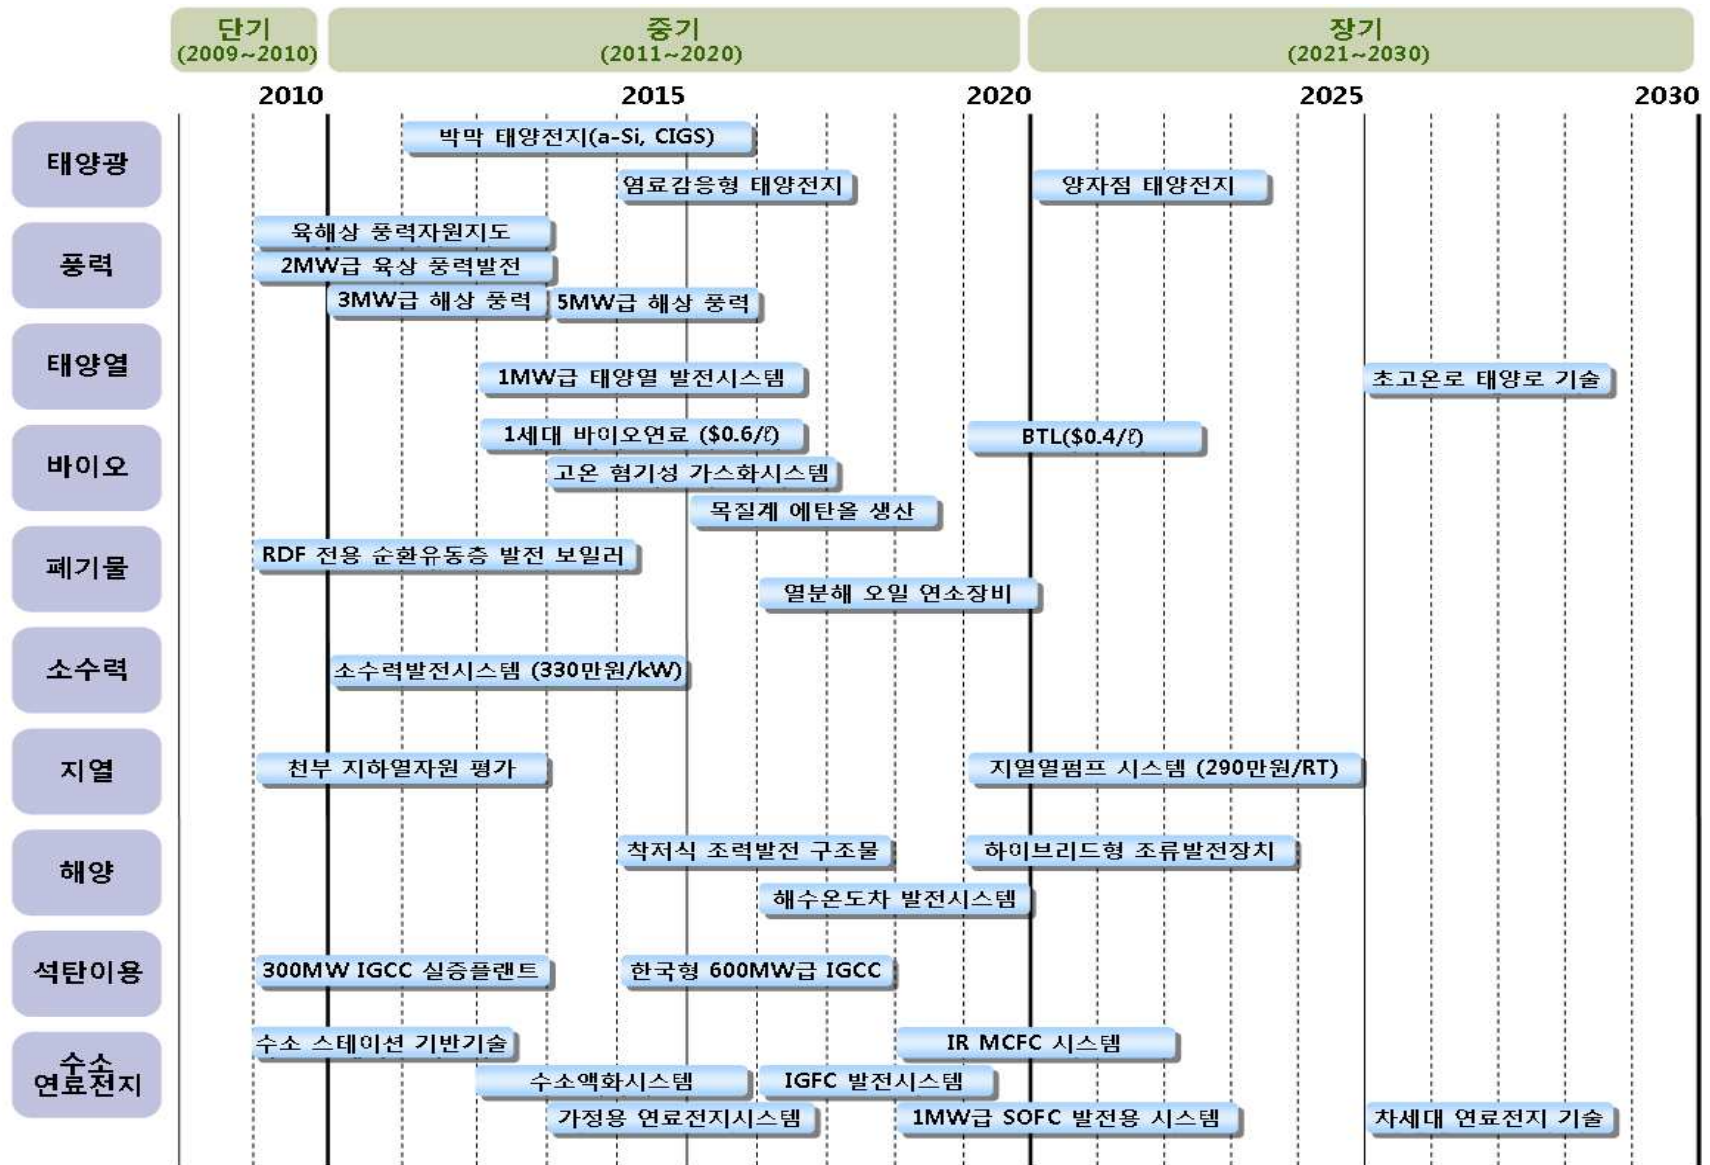 단기
(2009~2010)
중기
(2011~2020)
장기
(2021~2030)
2010 2015 2020 2025 2030
태양광
박막 태양전지(a-Si, CIGS)
염료감응형 태양전지
양자점 태양전지
풍력
육해상 풍력자원지도
2MW급 육상 풍력발전
3MW급 해상 풍력
5MW급 해상 풍력
태양열
1MW급 태양열 발전시스템
초고온로 태양로 기술
바이오
1세대 바이오연료 ($0.6/ℓ)
BTL($0.4/ℓ)
고온 혐기성 가스화시스템
목질계 에탄올 생산
폐기물
RDF 전용 순환유동층 발전 보일러
열분해 오일 연소장비
소수력
소수력발전시스템 (330만원/kW)
지열
천부 지하열자원 평가
지열열펌프 시스템 (290만원/RT)
해양
착저식 조력발전 구조물
하이브리드형 조류발전장치
해수온도차 발전시스템
석탄이용
300MW IGCC 실증플랜트
한국형 600MW급 IGCC
수소
연료전지
수소 스테이션 기반기술
IR MCFC 시스템
수소액화시스템
IGFC 발전시스템
가정용 연료전지시스템
1MW급 SOFC 발전용 시스템
차세대 연료전지 기술